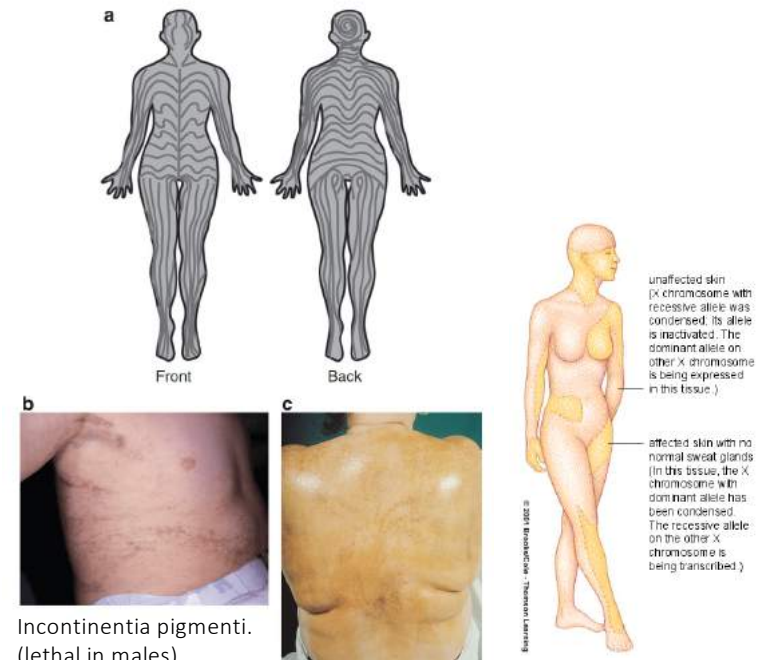 a
Front
Back
b
c
Incontinentia pigmenti.
(lethal in males)
unaffected skin
(X chromosome with
recessive allele was
condensed; its allele
is inactivated. The
dominant allele on
other X chromosome
is being expressed
in this tissue.)
affected skin with no
normal sweat glands
(In this tissue, the X
chromosome with
dominant allele has
been condensed.
The recessive allele
on the other X
chromosome is
being transcribed.)
© 2001 Brooks/Cole - Thomson Learning